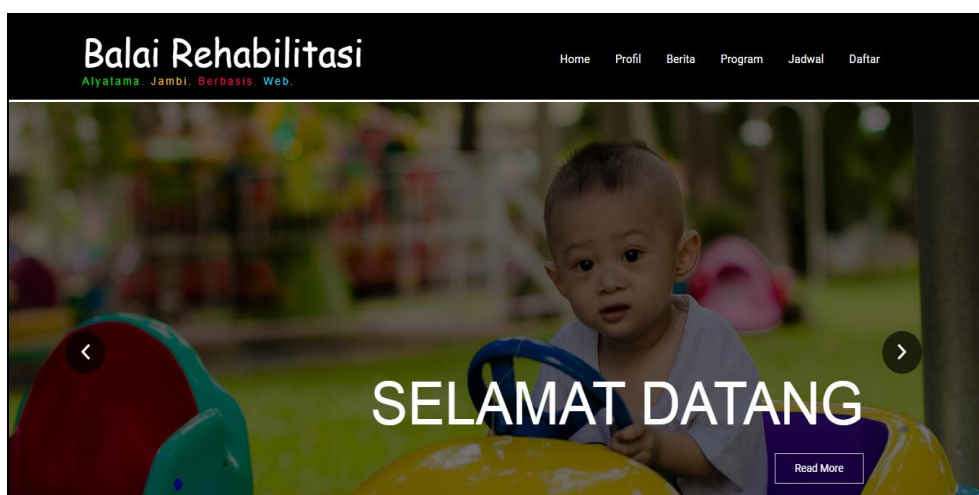 Balai Rehabilitasi
Alyatama. Jambi. Berbasis. Web.
Home Profil Berita Program Jadwal Daftar
SELAMAT DATANG
Read More